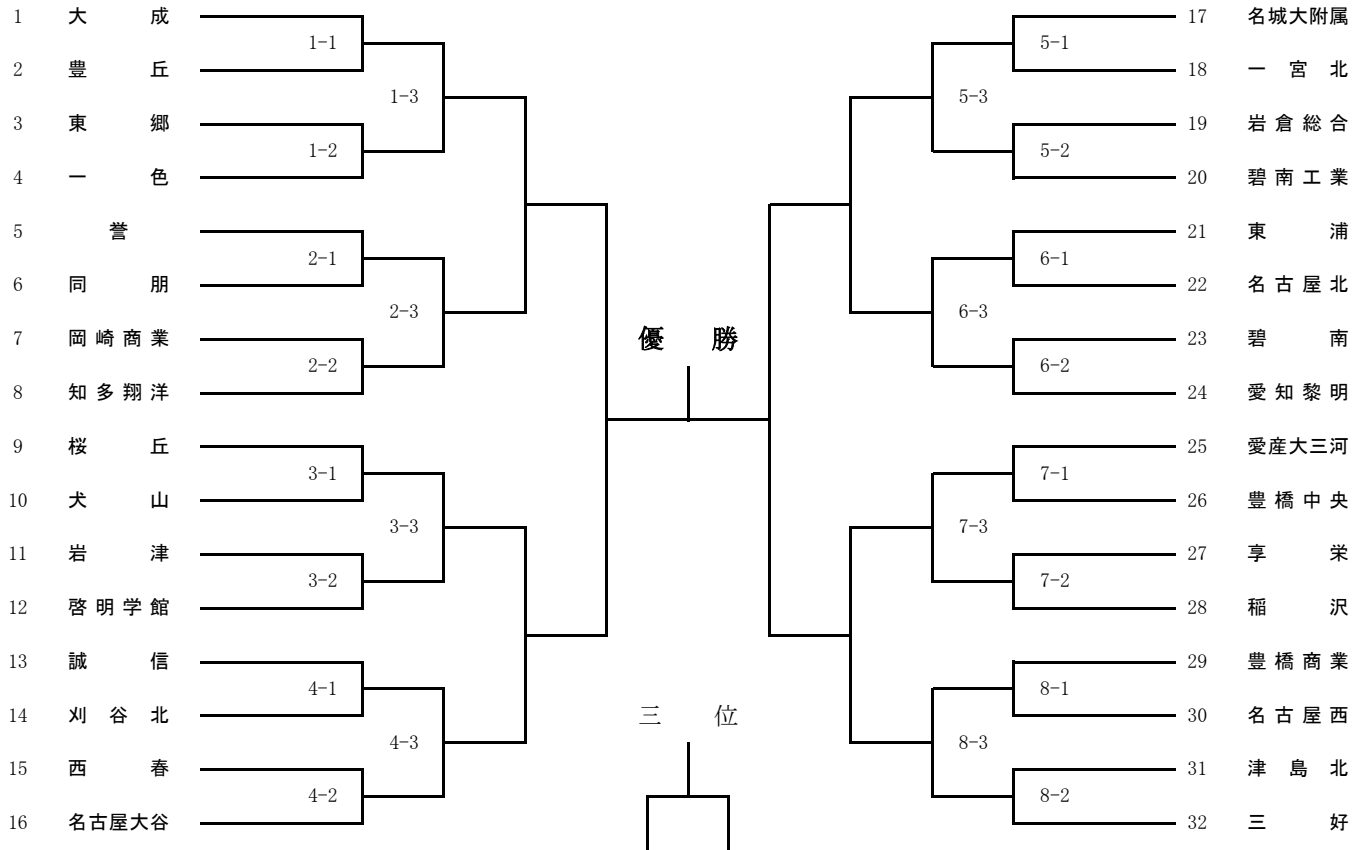 1 大成
1-1
2 豊丘
1-3
3 東郷
1-2
4 一色
5 誉
2-1
6 同朋
2-3
7 岡崎商業
2-2
8 知多翔洋
9 桜丘
3-1
10 犬山
3-3
11 岩津
3-2
12 啓明学館
13 誠信
4-1
14 刈谷北
4-3
15 西春
4-2
16 名古屋大谷
優勝
三位
17 名城大附属
5-1
18 一宮北
5-3
19 岩倉総合
5-2
20 碧南工業
21 東浦
6-1
22 名古屋北
6-3
23 碧南
6-2
24 愛知黎明
25 愛産大三河
7-1
26 豊橋中央
7-3
27 享栄
7-2
28 稲沢
29 豊橋商業
8-1
30 名古屋西
8-3
31 津島北
8-2
32 三好